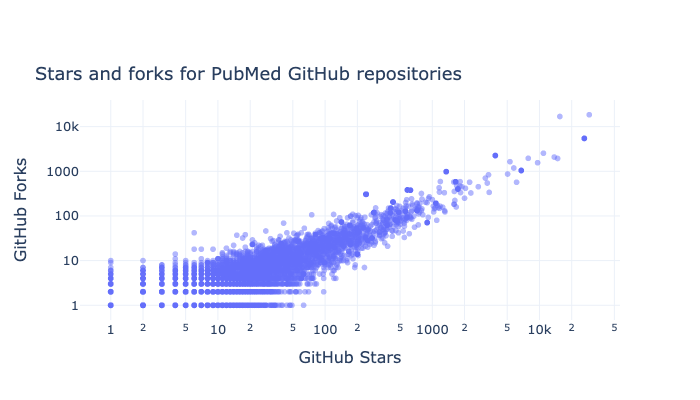 Stars and forks for PubMed GitHub repositories
GitHub Forks
10k
1000
100
10
1
1 2 5 10 2 5 100 2 5 1000 2 5 10k 2 5
GitHub Stars